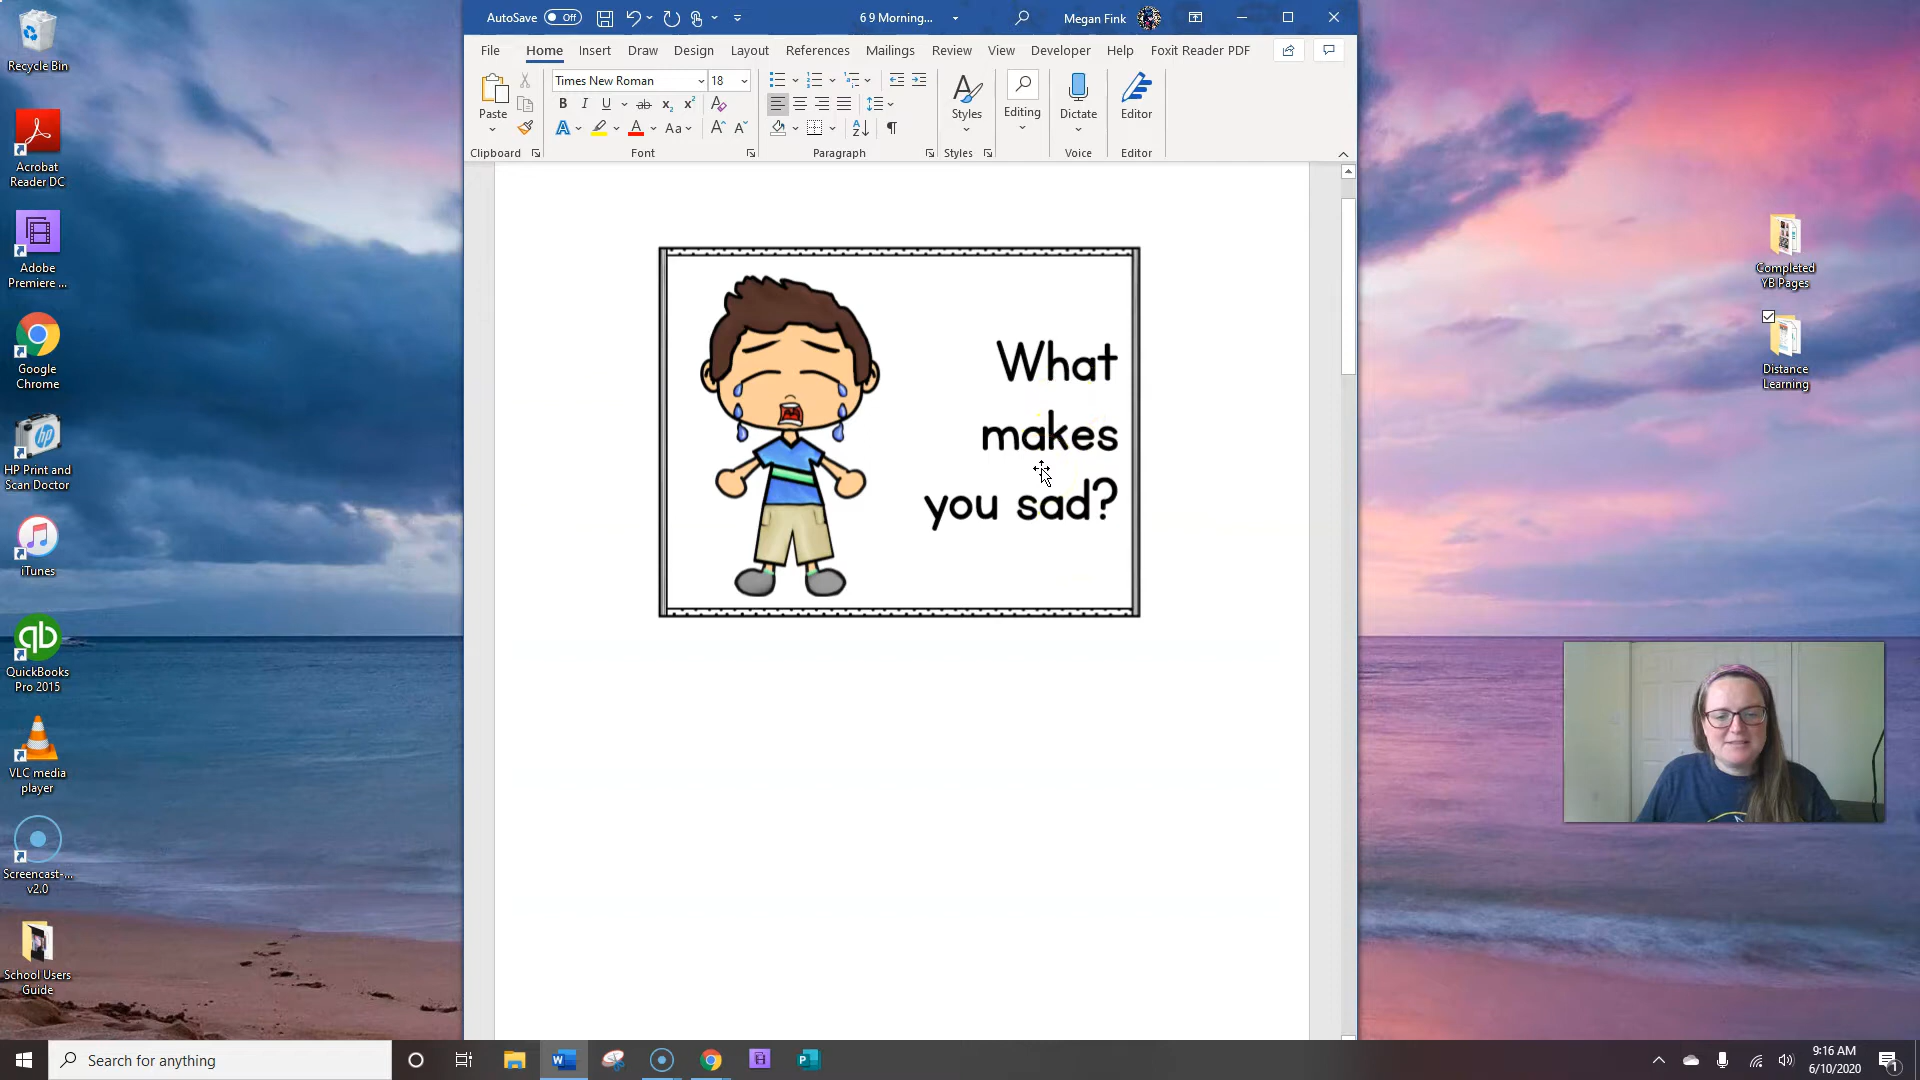 AutoSave Off
6 9 Morning...
Megan Fink
File Home Insert Draw Design Layout References Mailings Review View Developer Help Foxit Reader PDF
Times New Roman 18
Paste
Styles
Editing
Dictate
Editor
Clipboard
Font
Paragraph
Styles
Voice
Editor
What
makes
you sad?
Recycle Bin
Acrobat
Reader DC
Adobe
Premiere ...
Google
Chrome
HP Print and
Scan Doctor
iTunes
QuickBooks
Pro 2015
VLC media
player
Screencast-...
v2.0
School Users
Guide
Completed
YB Pages
Distance
Learning
Search for anything
9:16 AM
6/10/2020